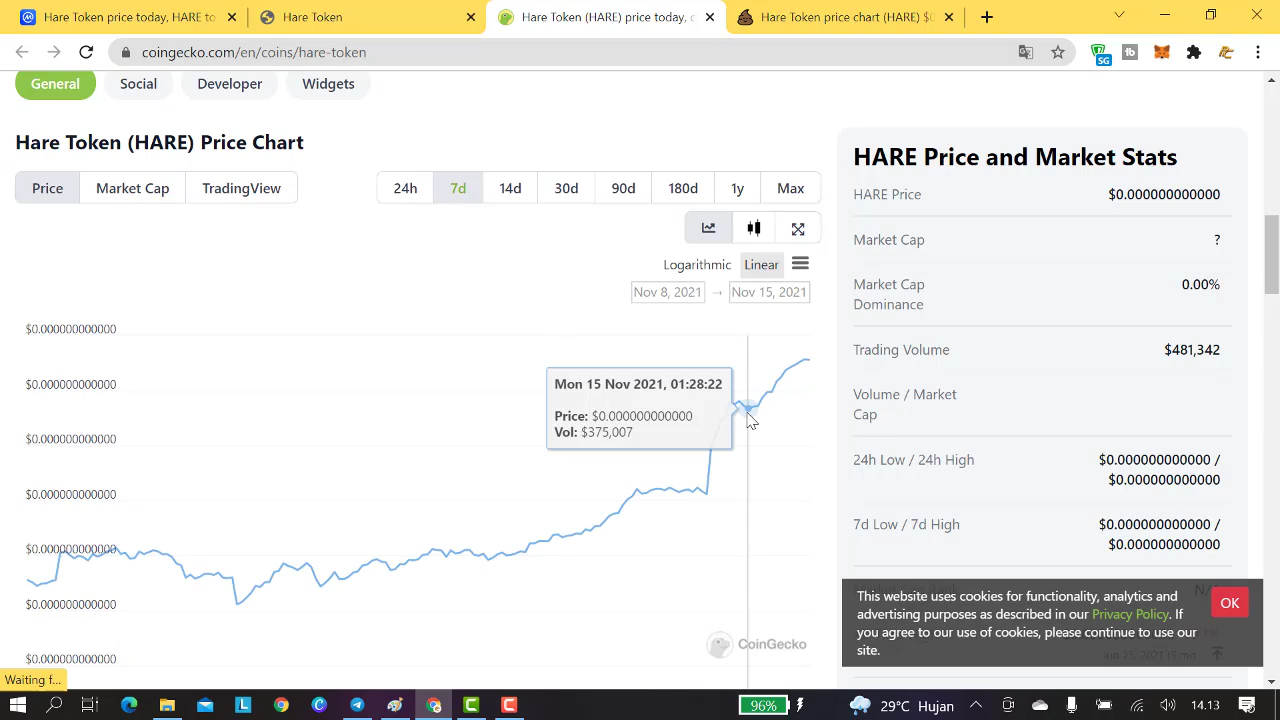 Hare Token price today, HARE to
Hare Token
Hare Token (HARE) price today, c
Hare Token price chart (HARE) $0
coingecko.com/en/coins/hare-token
SG
General
Social
Developer
Widgets
Hare Token (HARE) Price Chart
Price
Market Cap
TradingView
24h
7d
14d
30d
90d
180d
1y
Max
Logarithmic
Linear
Nov 8, 2021 → Nov 15, 2021
$0.000000000000
$0.000000000000
$0.000000000000
$0.000000000000
$0.000000000000
$0.000000000000
$0.000000000000
Mon 15 Nov 2021, 01:28:22
Price: $0.000000000000
Vol: $375,007
CoinGecko
HARE Price and Market Stats
HARE Price $0.000000000000
Market Cap ?
Market Cap
Dominance 0.00%
Trading Volume $481,342
Volume / Market
Cap
24h Low / 24h High $0.000000000000 /
$0.000000000000
7d Low / 7d High $0.000000000000 /
$0.000000000000
This website uses cookies for functionality, analytics and
advertising purposes as described in our Privacy Policy. If
you agree to our use of cookies, please continue to use our
site.
OK
Waiting f...
96%
29°C Hujan
14.13